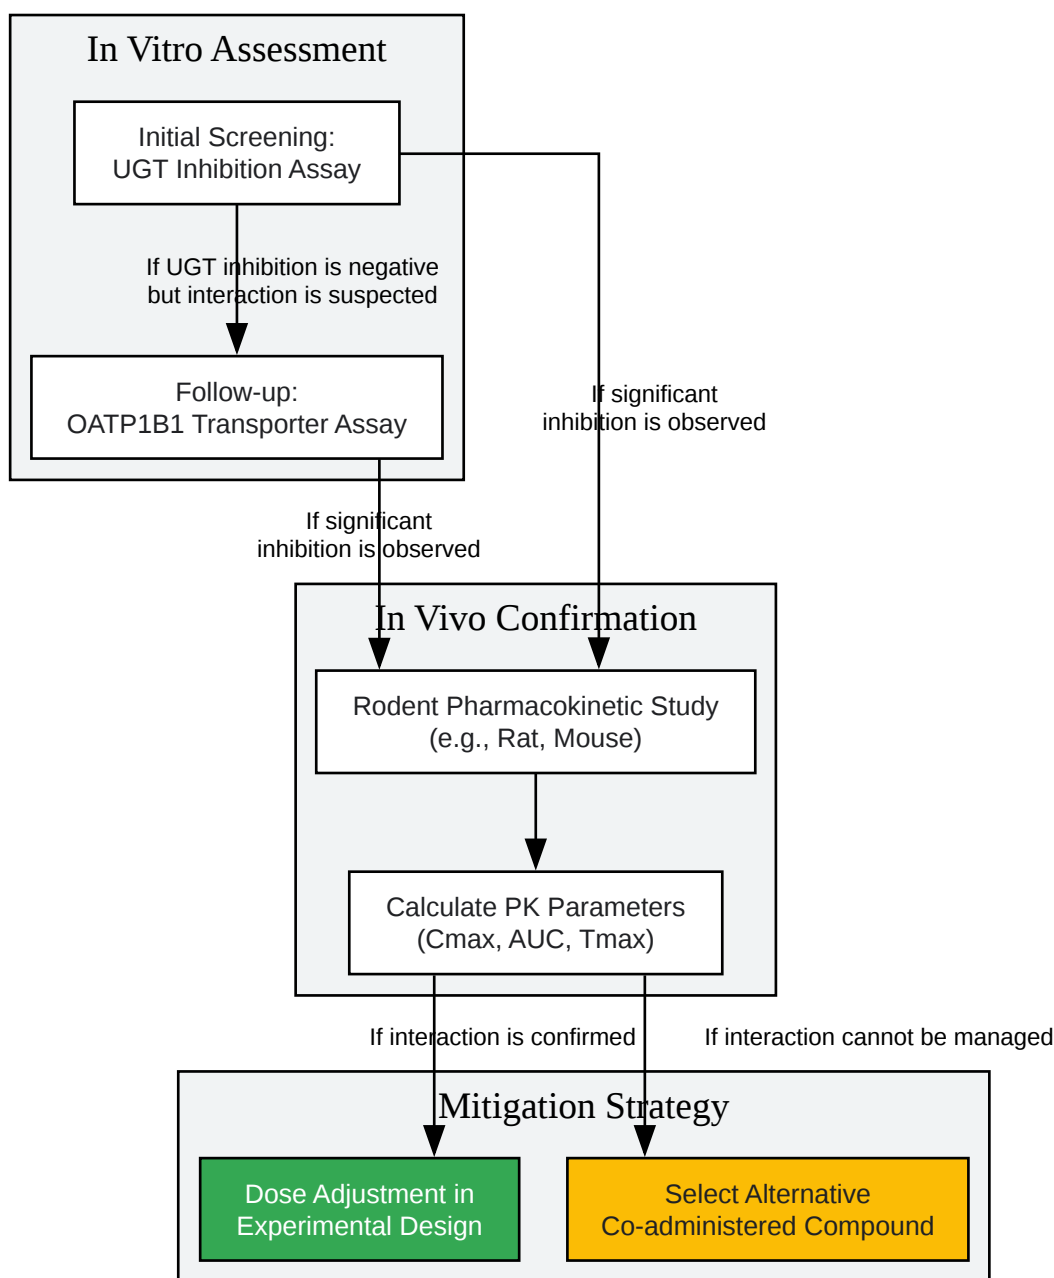 In Vitro Assessment
Initial Screening:
UGT Inhibition Assay
If UGT inhibition is negative
but interaction is suspected
Follow-up:
OATP1B1 Transporter Assay
If significant
inhibition is observed
If significant
inhibition is observed
In Vivo Confirmation
Rodent Pharmacokinetic Study
(e.g., Rat, Mouse)
Calculate PK Parameters
(Cmax, AUC, Tmax)
If interaction is confirmed
If interaction cannot be managed
Mitigation Strategy
Dose Adjustment in
Experimental Design
Select Alternative
Co-administered Compound